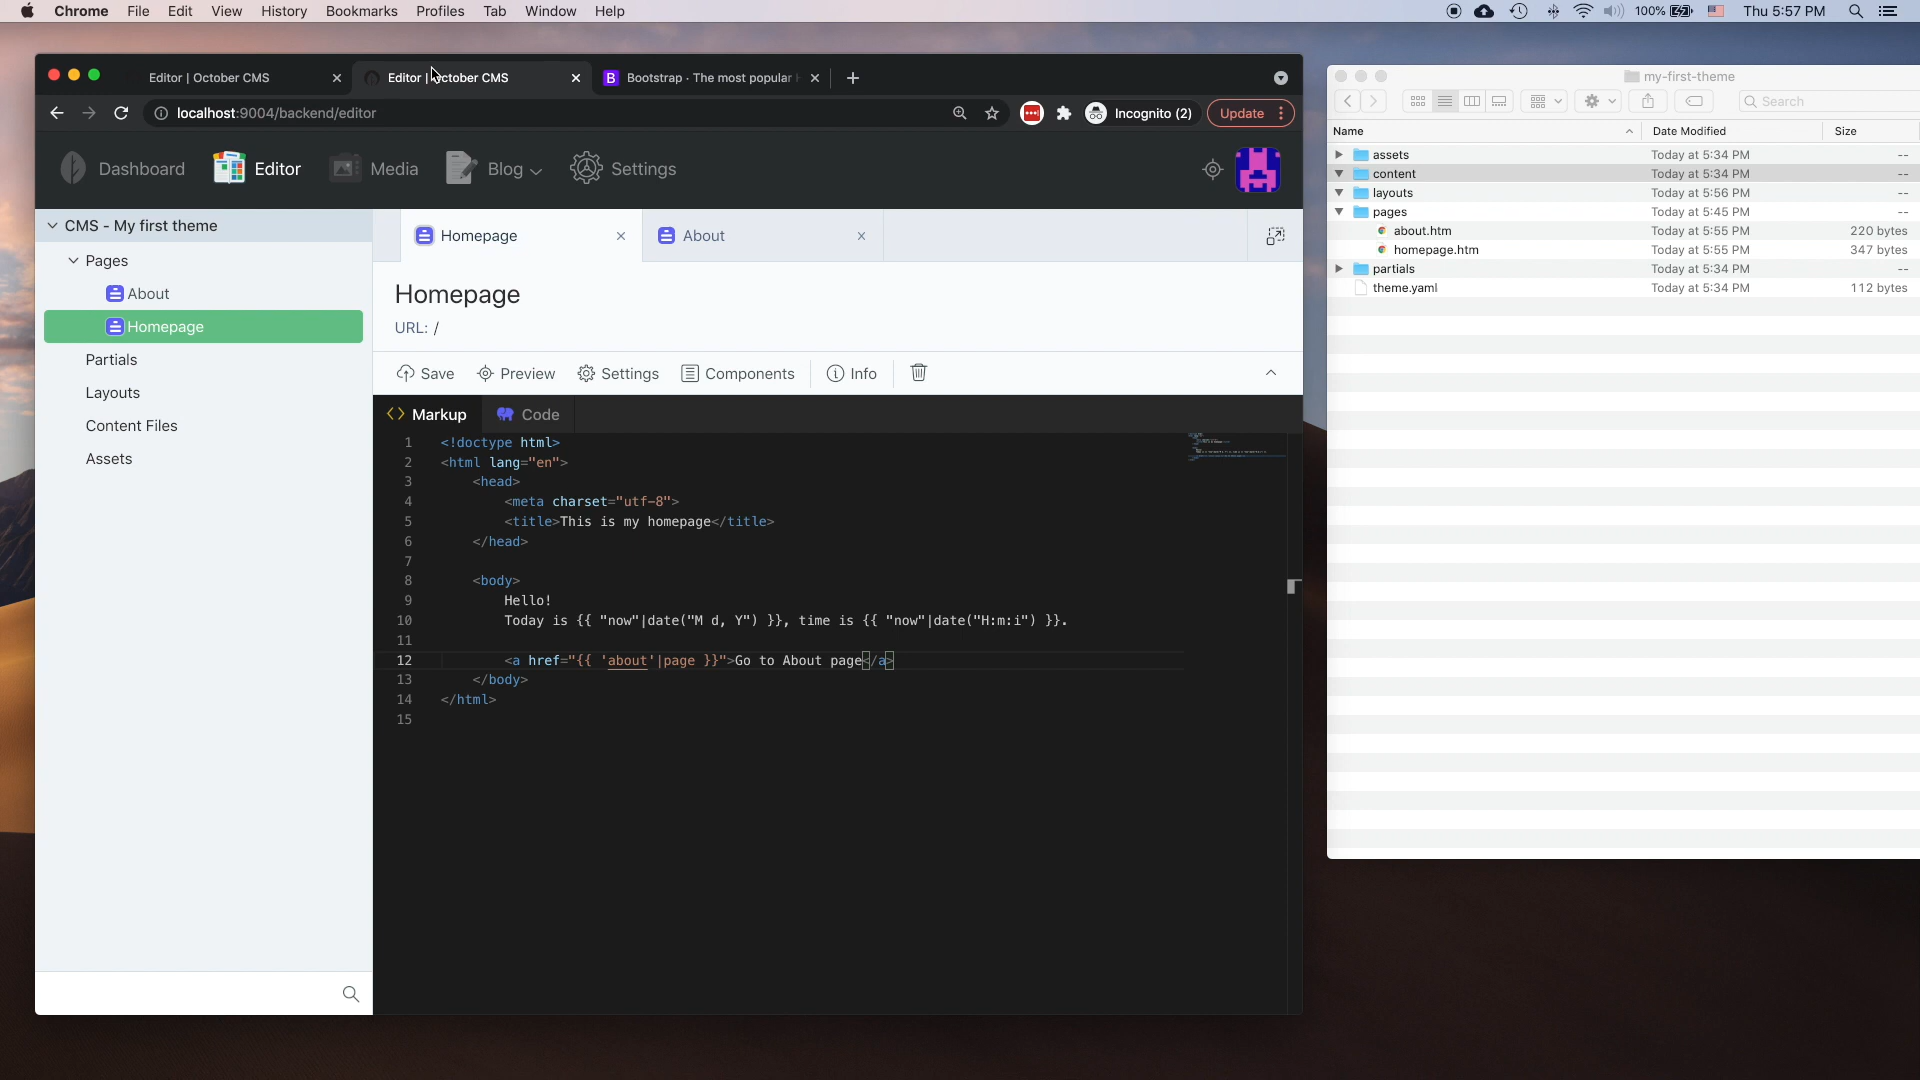 Chrome File Edit View History Bookmarks Profiles Tab Window Help 100% Thu 5:57 PM
Editor | October CMS Editor | October CMS Bootstrap · The most popular
localhost:9004/backend/editor Incognito (2) Update
Dashboard Editor Media Blog Settings
CMS - My first theme
Pages
About
Homepage
Partials
Layouts
Content Files
Assets
Homepage About
Homepage
URL: /
Save Preview Settings Components Info
Markup Code
1 <!doctype html>
2 <html lang="en">
3 <head>
4 <meta charset="utf-8">
5 <title>This is my homepage</title>
6 </head>
7
8 <body>
9 Hello!
10 Today is {{ "now"|date("M d, Y") }}, time is {{ "now"|date("H:m:i") }}.
11
12 <a href="{{ 'about'|page }}">Go to About page</a>
13 </body>
14 </html>
15
my-first-theme
Search
Name Date Modified Size
assets Today at 5:34 PM --
content Today at 5:34 PM --
layouts Today at 5:56 PM --
pages Today at 5:45 PM --
about.htm Today at 5:55 PM 220 bytes
homepage.htm Today at 5:55 PM 347 bytes
partials Today at 5:34 PM --
theme.yaml Today at 5:34 PM 112 bytes